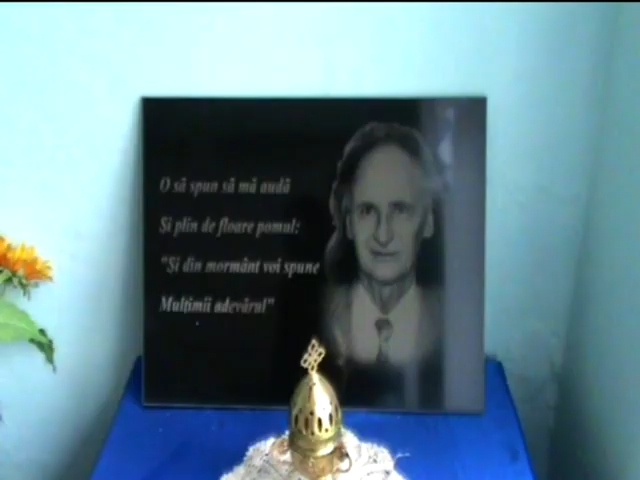 O să spun să mă audă
Și plin de floare pomul:
"Și din mormânt voi spune
Mulțimii adevărul"